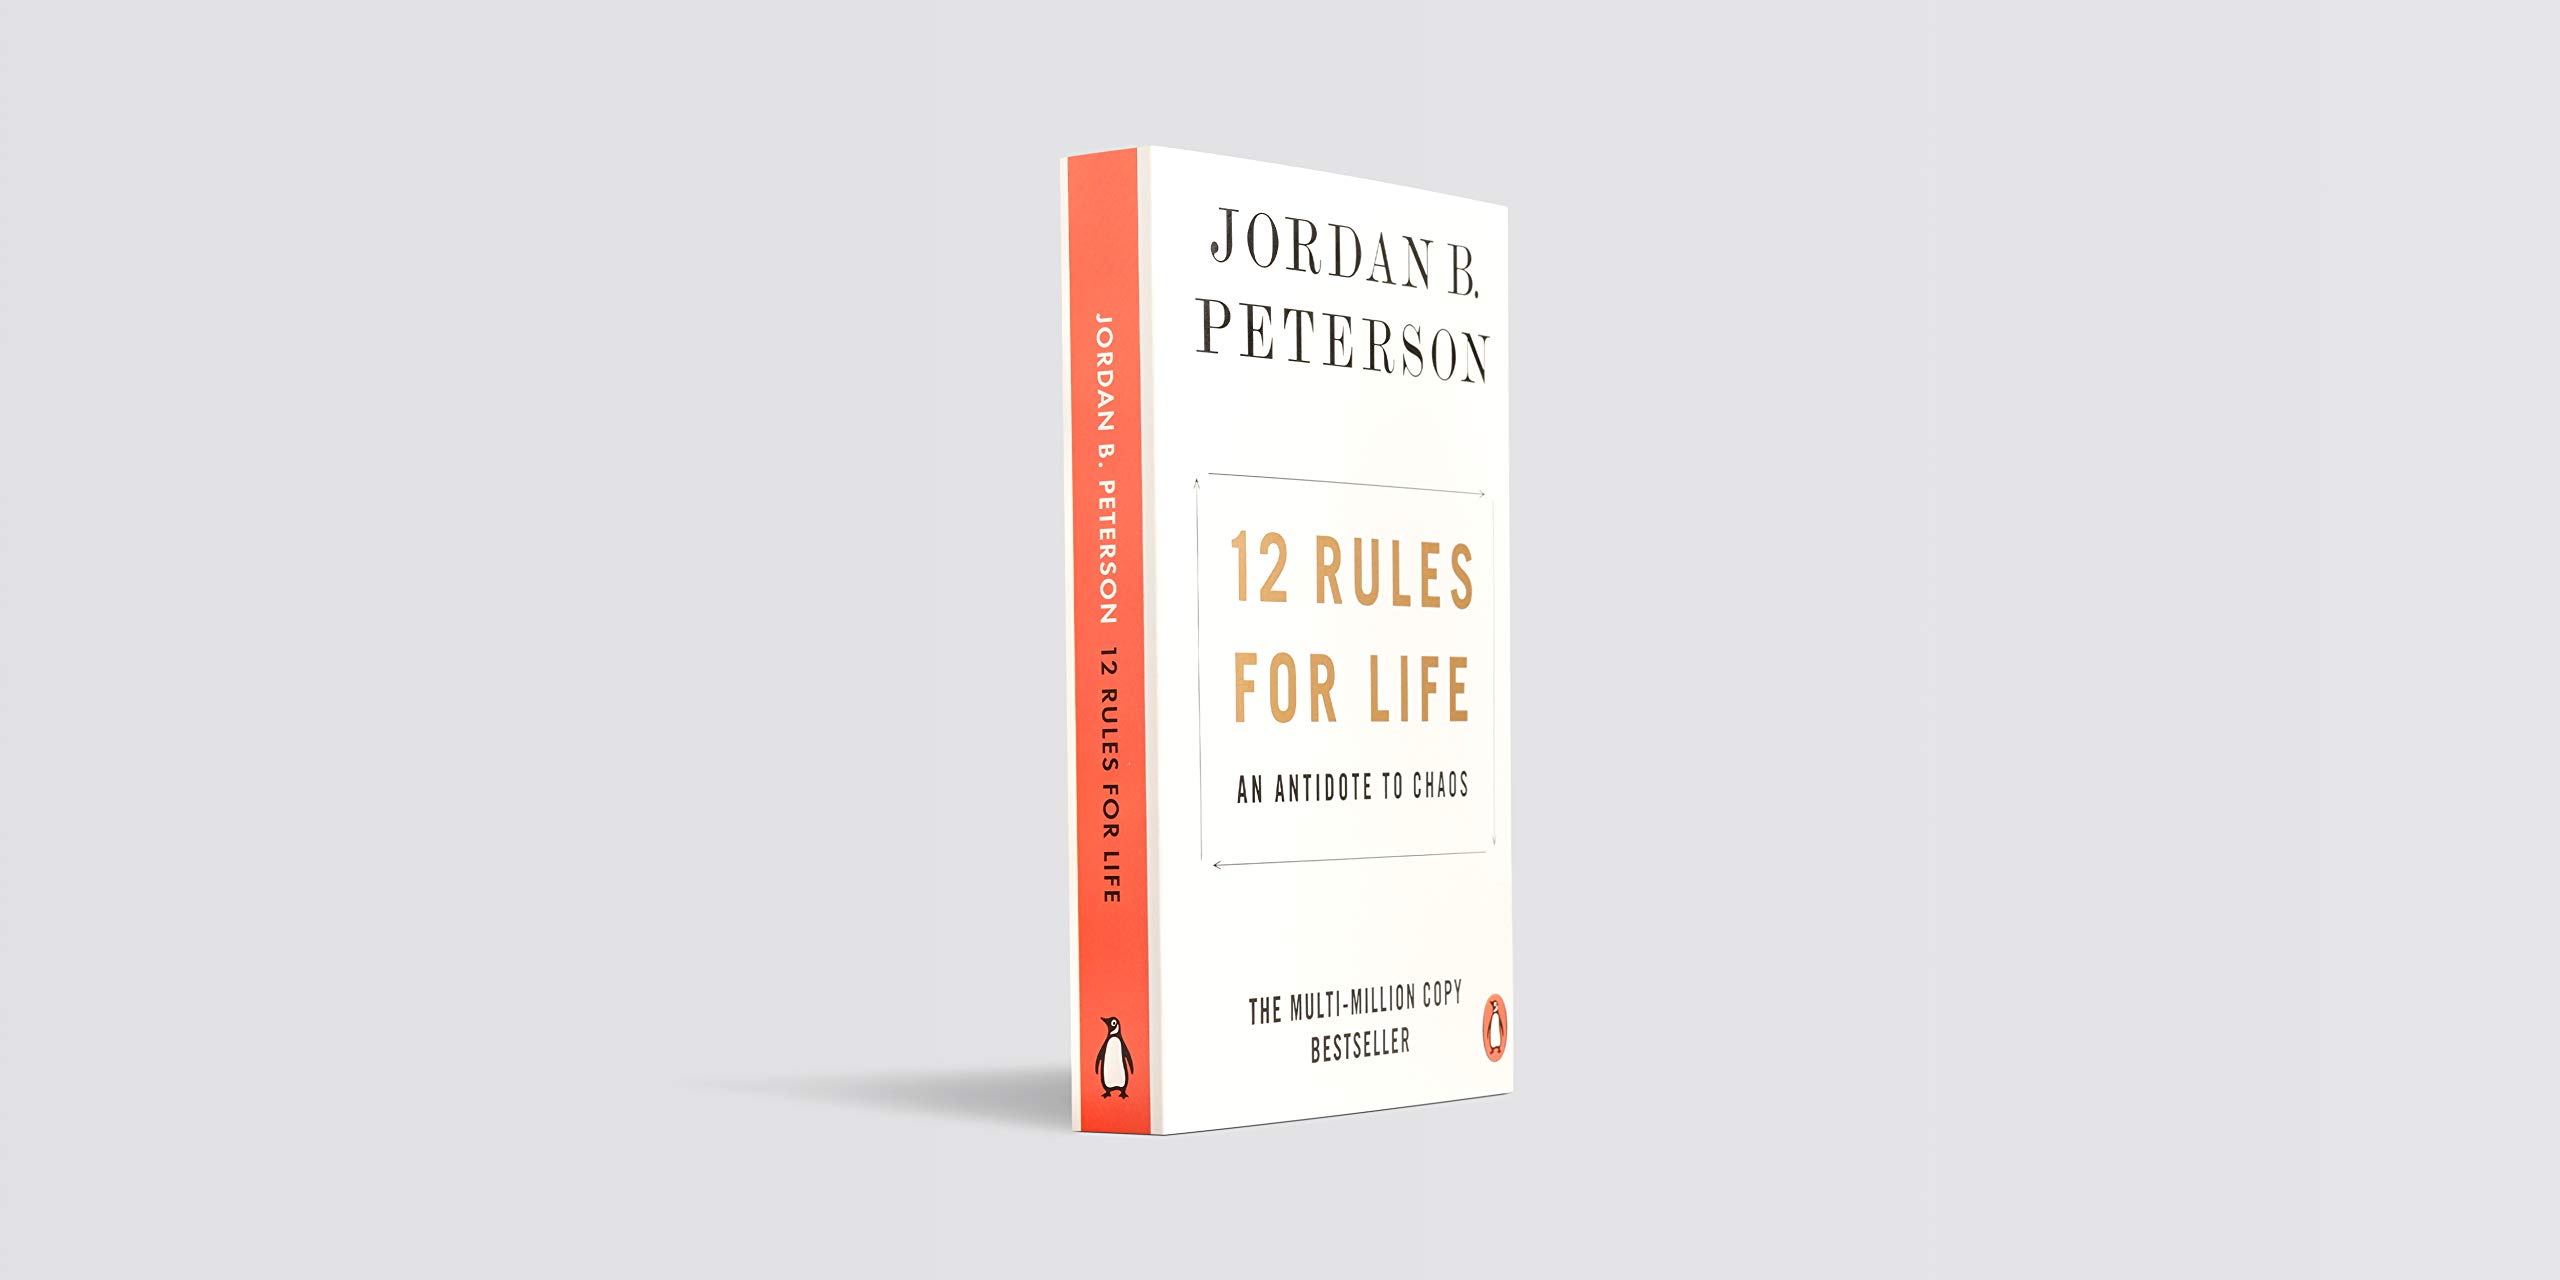 JORDAN B. PETERSON 12 RULES FOR LIFE
JORDAN B.
PETERSON
12 RULES
FOR LIFE
AN ANTIDOTE TO CHAOS
THE MULTI-MILLION COPY
BESTSELLER